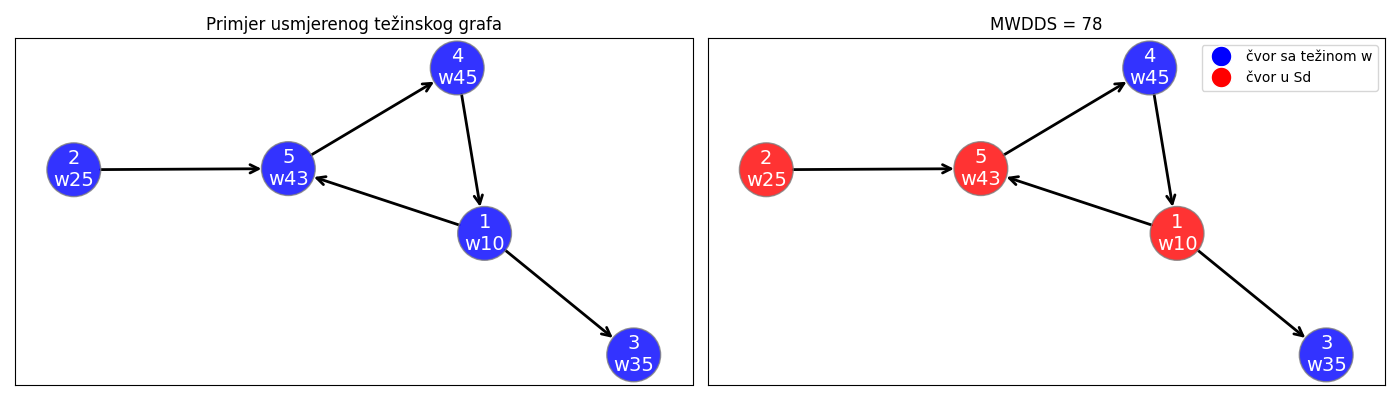 Primjer usmjerenog težinskog grafa
4
w45
2
w25
5
w43
1
w10
3
w35
MWDDS = 78
čvor sa težinom w
čvor u Sd
4
w45
2
w25
5
w43
1
w10
3
w35